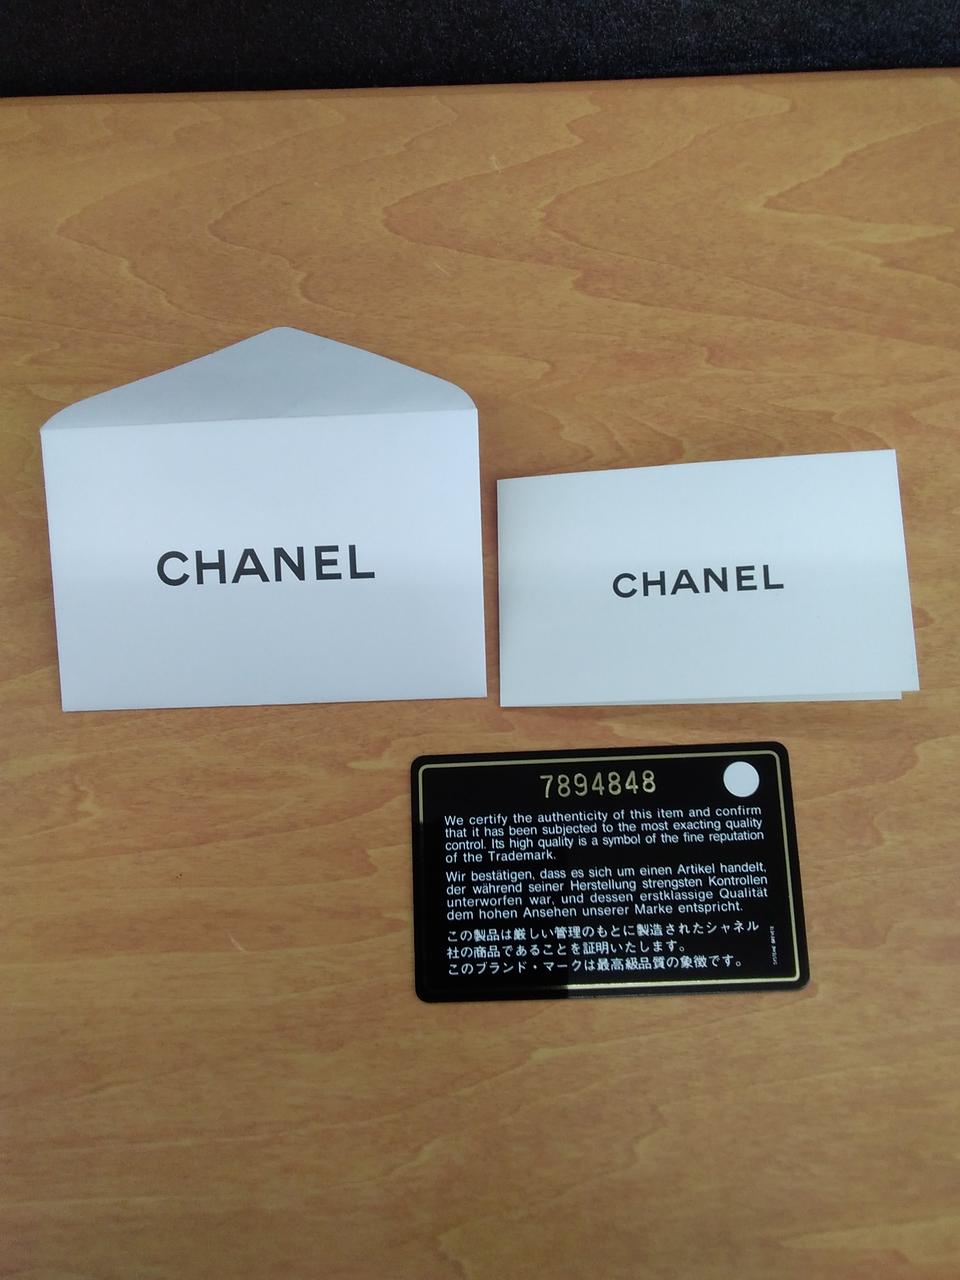 CHANEL
CHANEL
7894848
We certify the authenticity of this item and confirm
that it has been subjected to the most exacting quality
control. Its high quality is a symbol of the fine reputation
of the Trademark.
Wir bestätigen, dass es sich um einen Artikel handelt,
der während seiner Herstellung strengsten Kontrollen
unterworfen war, und dessen erstklassige Qualität
dem hohen Ansehen unserer Marke entspricht.
この製品は厳しい管理のもとに製造されたシャネル
社の商品であることを証明いたします。
このブランド・マークは最高級品質の象徴です。